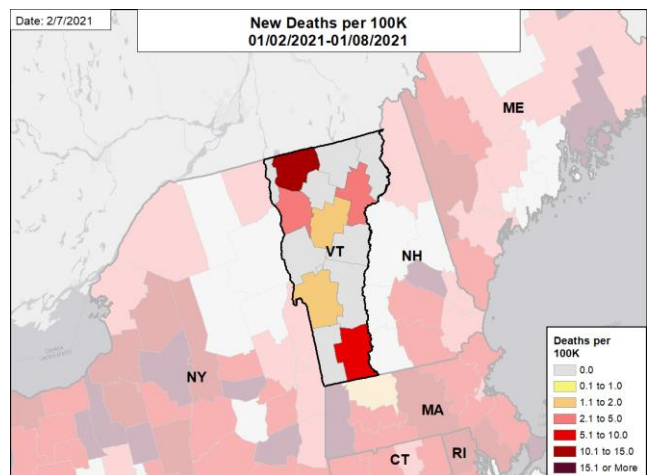 Date: 2/7/2021
New Deaths per 100K
01/02/2021-01/08/2021
ME
VT
NH
NY
MA
CT
RI
Deaths per
100K
0.0
0.1 to 1.0
1.1 to 2.0
2.1 to 5.0
5.1 to 10.0
10.1 to 15.0
15.1 or More